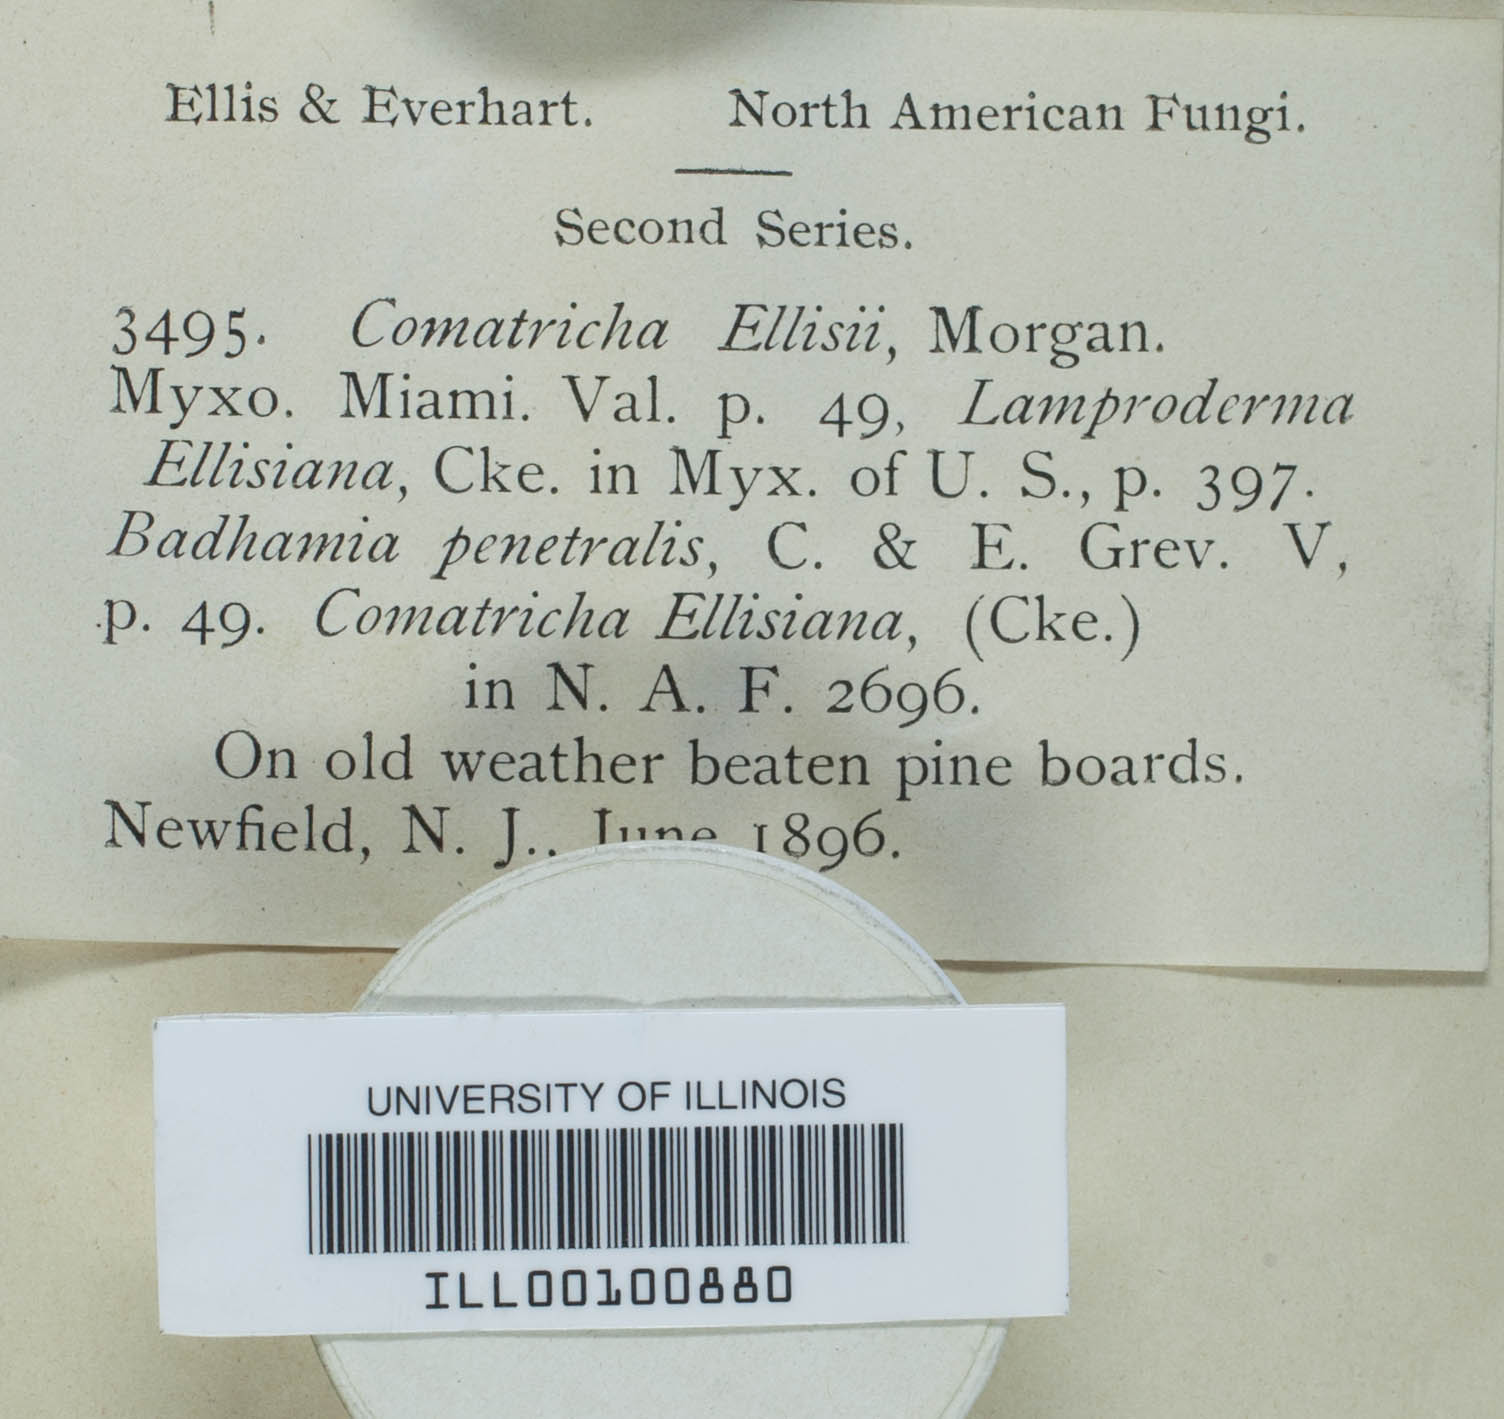 Ellis & Everhart. North American Fungi.
Second Series.
3495. Comatricha Ellisii, Morgan.
Myxo. Miami. Val. p. 49, Lamproderma
Ellisiana, Cke. in Myx. of U. S., p. 397.
Badhamia penetralis, C. & E. Grev. V,
p. 49. Comatricha Ellisiana, (Cke.)
in N. A. F. 2696.
On old weather beaten pine boards.
Newfield, N. J., June 1896.
UNIVERSITY OF ILLINOIS
ILL00100880